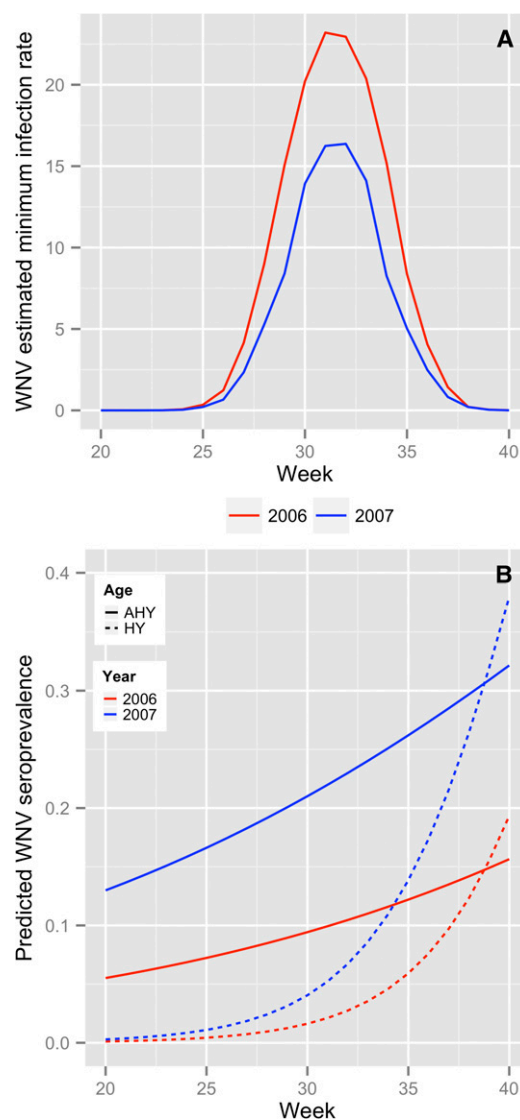 A
WNV estimated minimum infection rate
20
15
10
5
0
20 25 30 35 40
Week
2006 2007
B
Predicted WNV seroprevalence
0.4
0.3
0.2
0.1
0.0
Age
AHY
HY
Year
2006
2007
20 25 30 35 40
Week